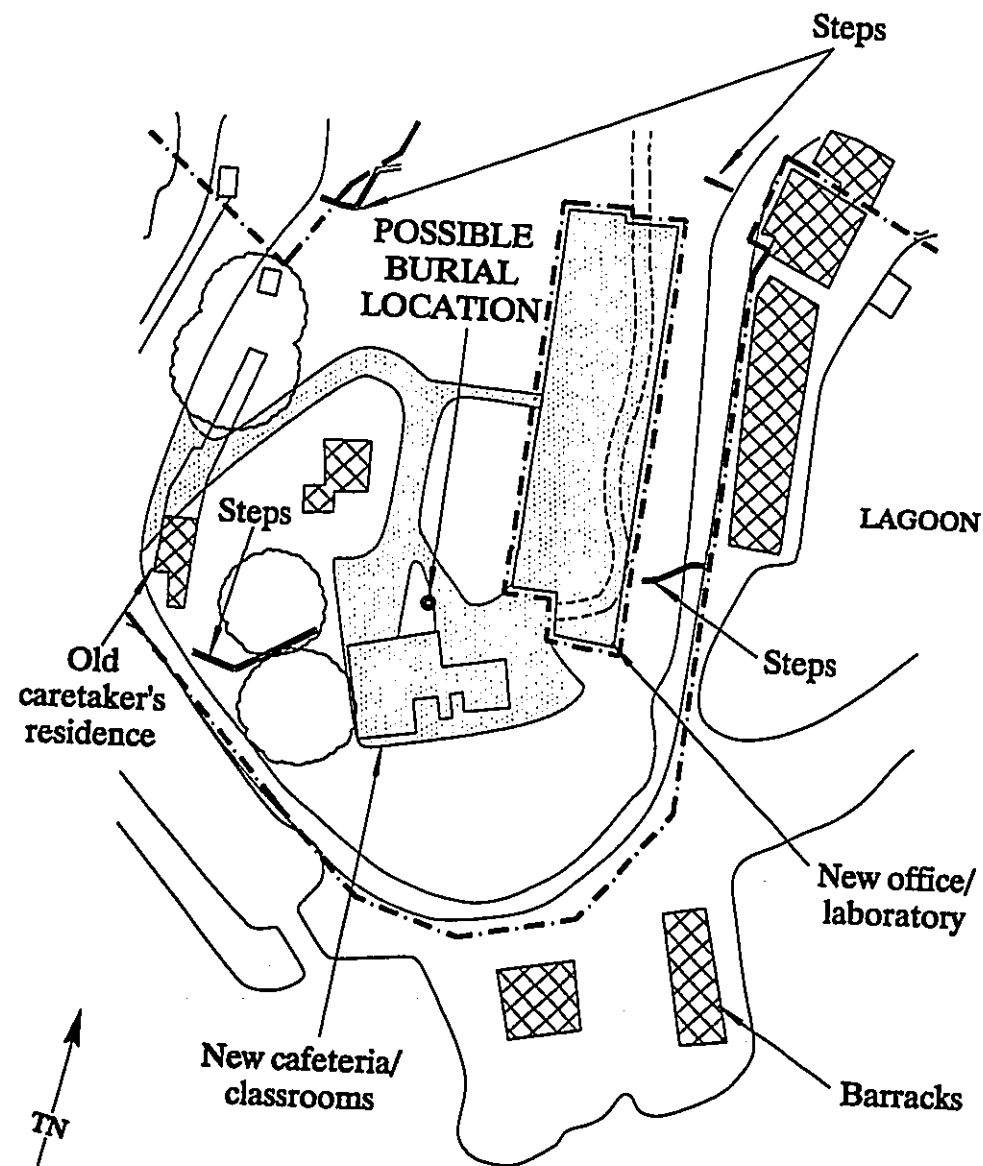 Steps
POSSIBLE
BURIAL
LOCATION
Steps
LAGOON
Old
caretaker's
residence
Steps
New office/
laboratory
New cafeteria/
classrooms
Barracks
TN